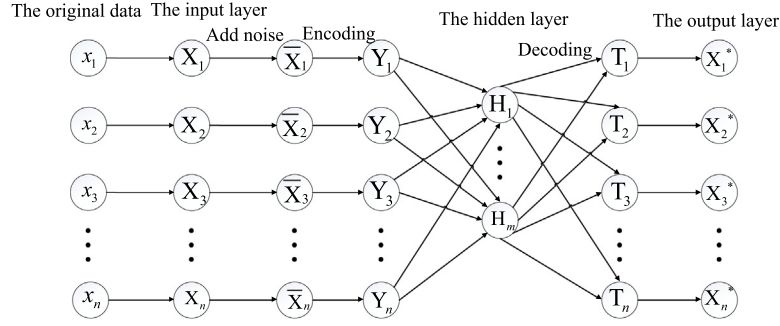 The original data The input layer The hidden layer The output layer
Add noise Encoding Decoding
x₁ X₁ X̅₁ Y₁ T₁ X₁*
H₁
x₂ X₂ X̅₂ Y₂ T₂ X₂*
x₃ X₃ X̅₃ Y₃ T₃ X₃*
Hₘ
xₙ Xₙ X̅ₙ Yₙ Tₙ Xₙ*